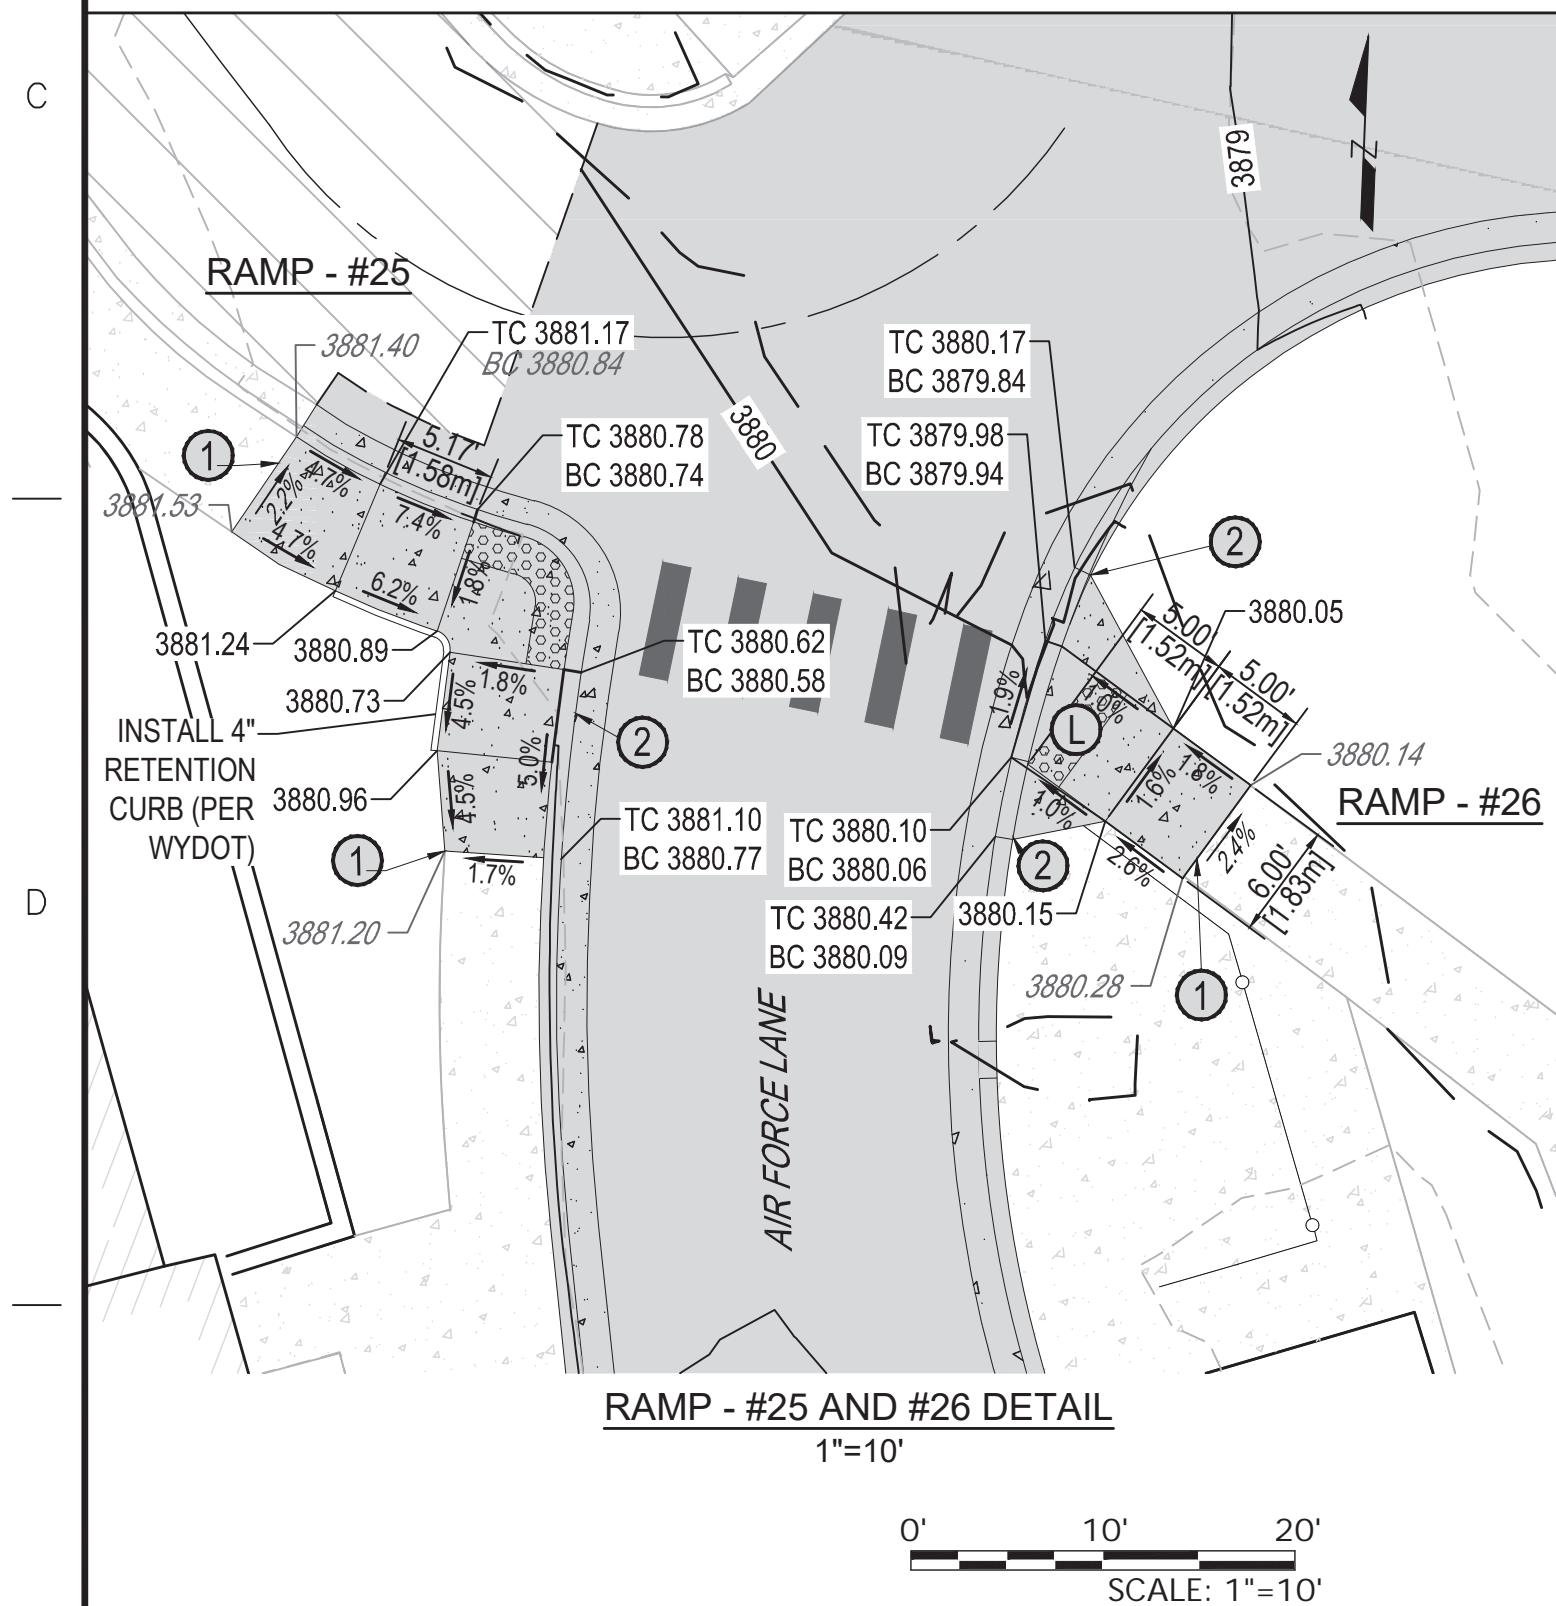 C
3879
N
RAMP - #25
3881.40
TC 3881.17
BC 3880.84
TC 3880.17
BC 3879.84
3880
5.17'
[1.58m]
TC 3880.78
BC 3880.74
TC 3879.98
BC 3879.94
1
4.7%
2.2%
3881.53
7.4%
4.7%
2
6.2%
1.8%
3881.24
3880.89
3880.05
5.00'
[1.52m]
5.00'
[1.52m]
TC 3880.62
BC 3880.58
1.8%
1.9%
1.0%
3880.73
4.5%
INSTALL 4"
RETENTION
CURB (PER
WYDOT)
2
L
3880.14
5.0%
1.6%
1.8%
3880.96
4.5%
1.0%
RAMP - #26
TC 3881.10
BC 3880.77
TC 3880.10
BC 3880.06
1
1.7%
2
2.6%
2.4%
6.00'
[1.83m]
D
3881.20
TC 3880.42
BC 3880.09
3880.15
3880.28
1
AIR FORCE LANE
RAMP - #25 AND #26 DETAIL
1"=10'
0' 10' 20'
SCALE: 1"=10'